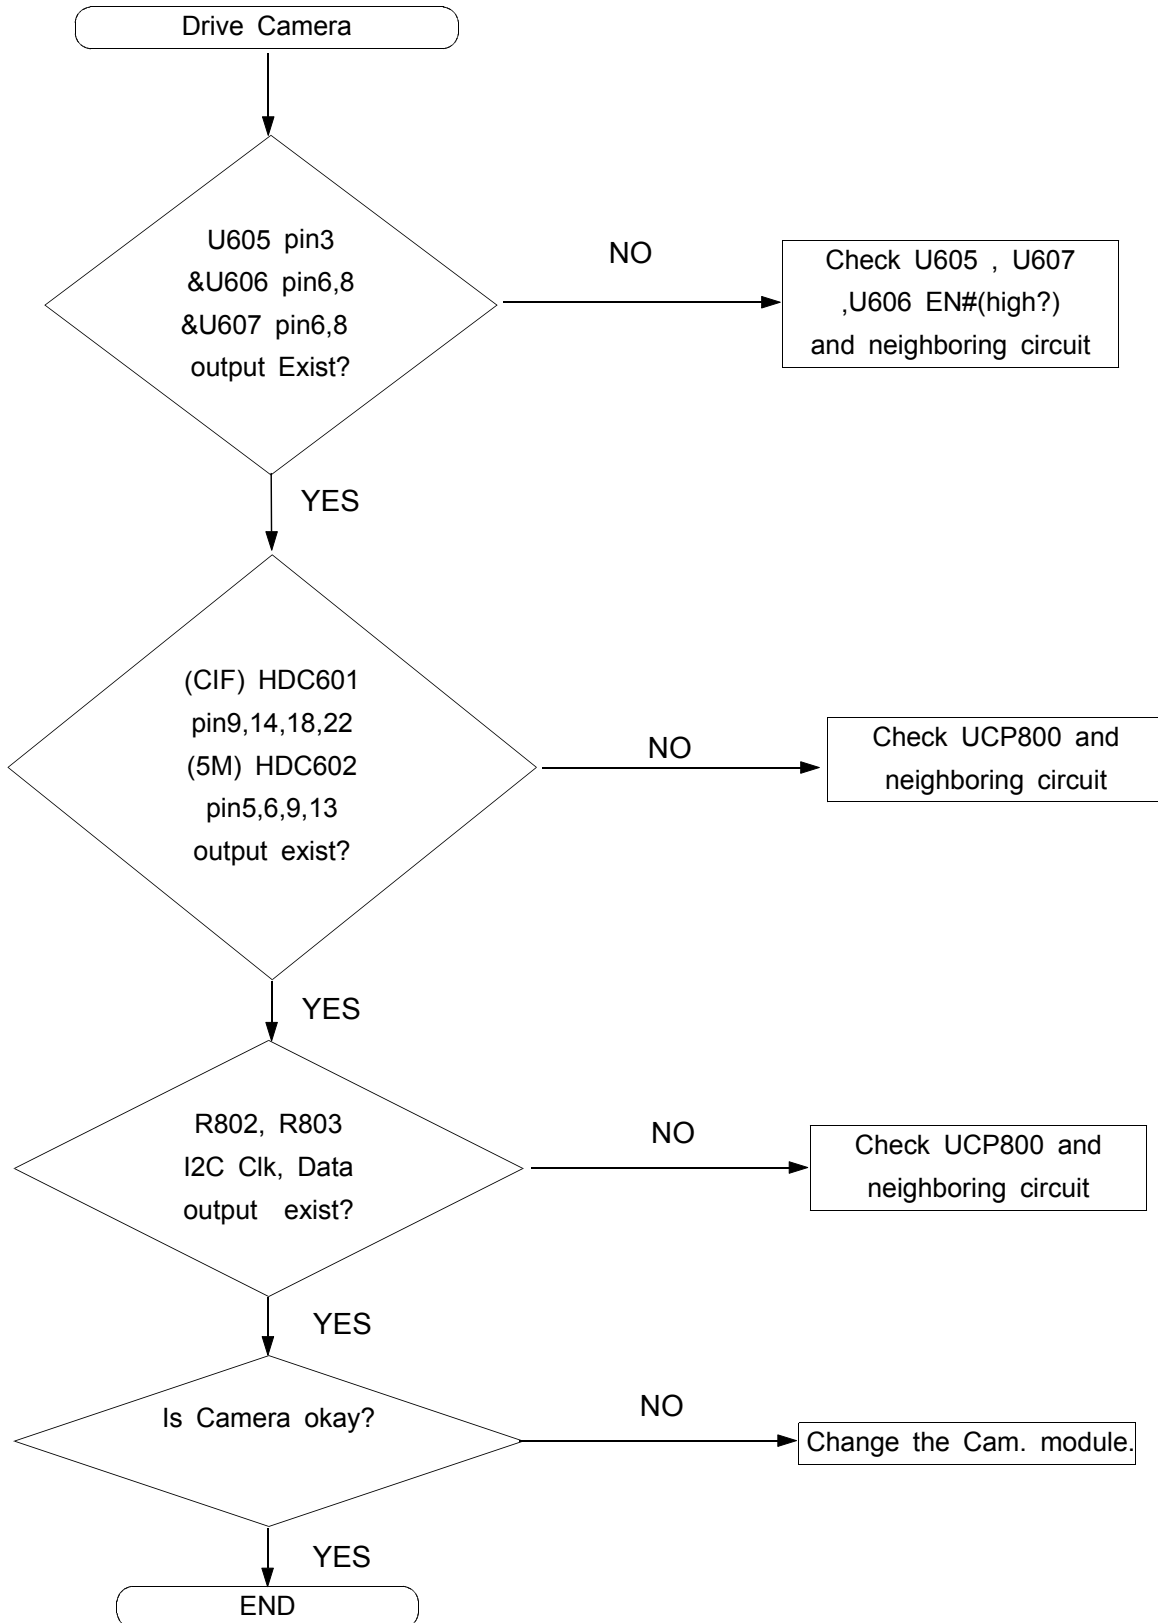 Drive Camera
U605 pin3
&U606 pin6,8
&U607 pin6,8
output Exist?
NO
Check U605 , U607
,U606 EN#(high?)
and neighboring circuit
YES
(CIF) HDC601
pin9,14,18,22
(5M) HDC602
pin5,6,9,13
output exist?
NO
Check UCP800 and
neighboring circuit
YES
R802, R803
I2C Clk, Data
output exist?
NO
Check UCP800 and
neighboring circuit
YES
Is Camera okay?
NO
Change the Cam. module.
YES
END